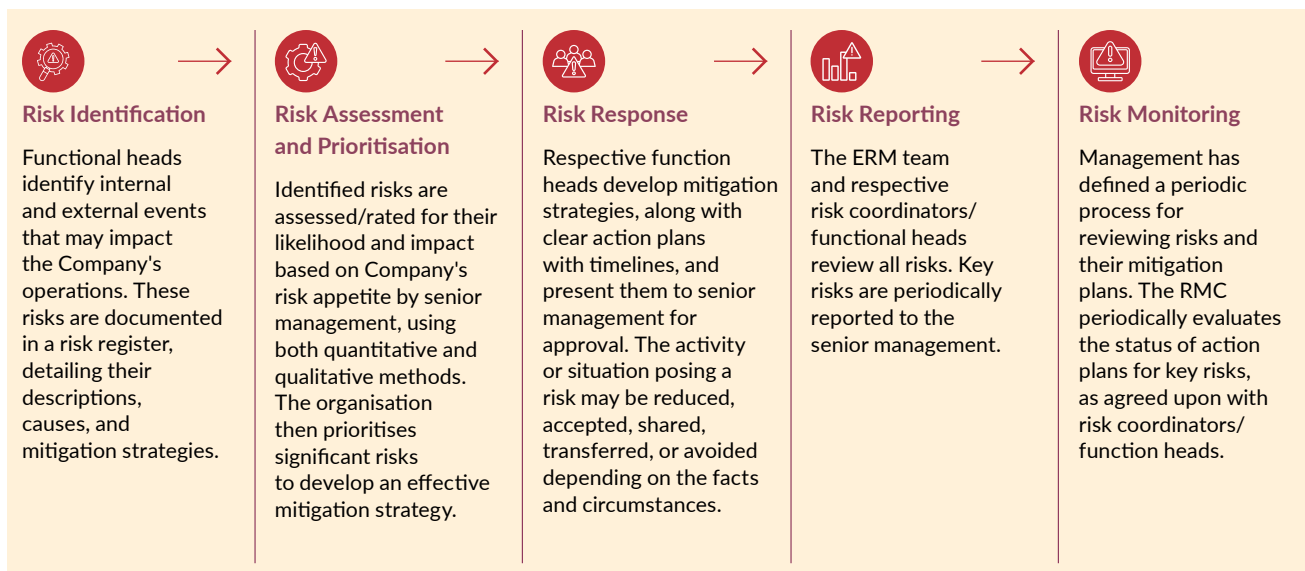 Risk Identification
Functional heads
identify internal
and external events
that may impact
the Company's
operations. These
risks are documented
in a risk register,
detailing their
descriptions,
causes, and
mitigation strategies.
Risk Assessment
and Prioritisation
Identified risks are
assessed/rated for their
likelihood and impact
based on Company's
risk appetite by senior
management, using
both quantitative and
qualitative methods.
The organisation
then prioritises
significant risks
to develop an effective
mitigation strategy.
Risk Response
Respective function
heads develop mitigation
strategies, along with
clear action plans
with timelines, and
present them to senior
management for
approval. The activity
or situation posing a
risk may be reduced,
accepted, shared,
transferred, or avoided
depending on the facts
and circumstances.
Risk Reporting
The ERM team
and respective
risk coordinators/
functional heads
review all risks. Key
risks are periodically
reported to the
senior management.
Risk Monitoring
Management has
defined a periodic
process for
reviewing risks and
their mitigation
plans. The RMC
periodically evaluates
the status of action
plans for key risks,
as agreed upon with
risk coordinators/
function heads.